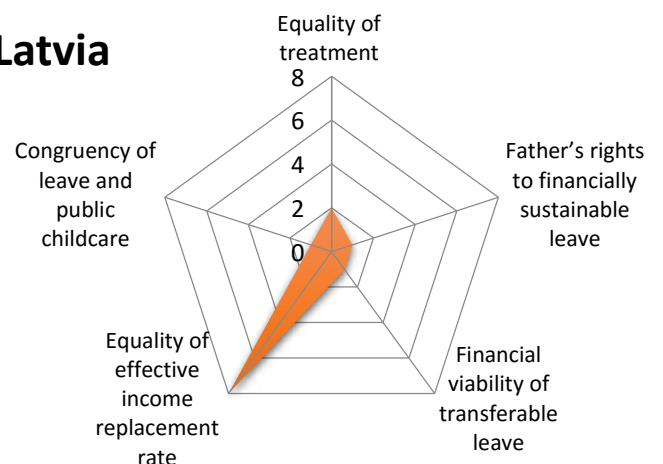 Latvia
Equality of
treatment
8
6
4
2
0
Father’s rights
to financially
sustainable
leave
Financial
viability of
transferable
leave
Equality of
effective
income
replacement
rate
Congruency of
leave and
public
childcare